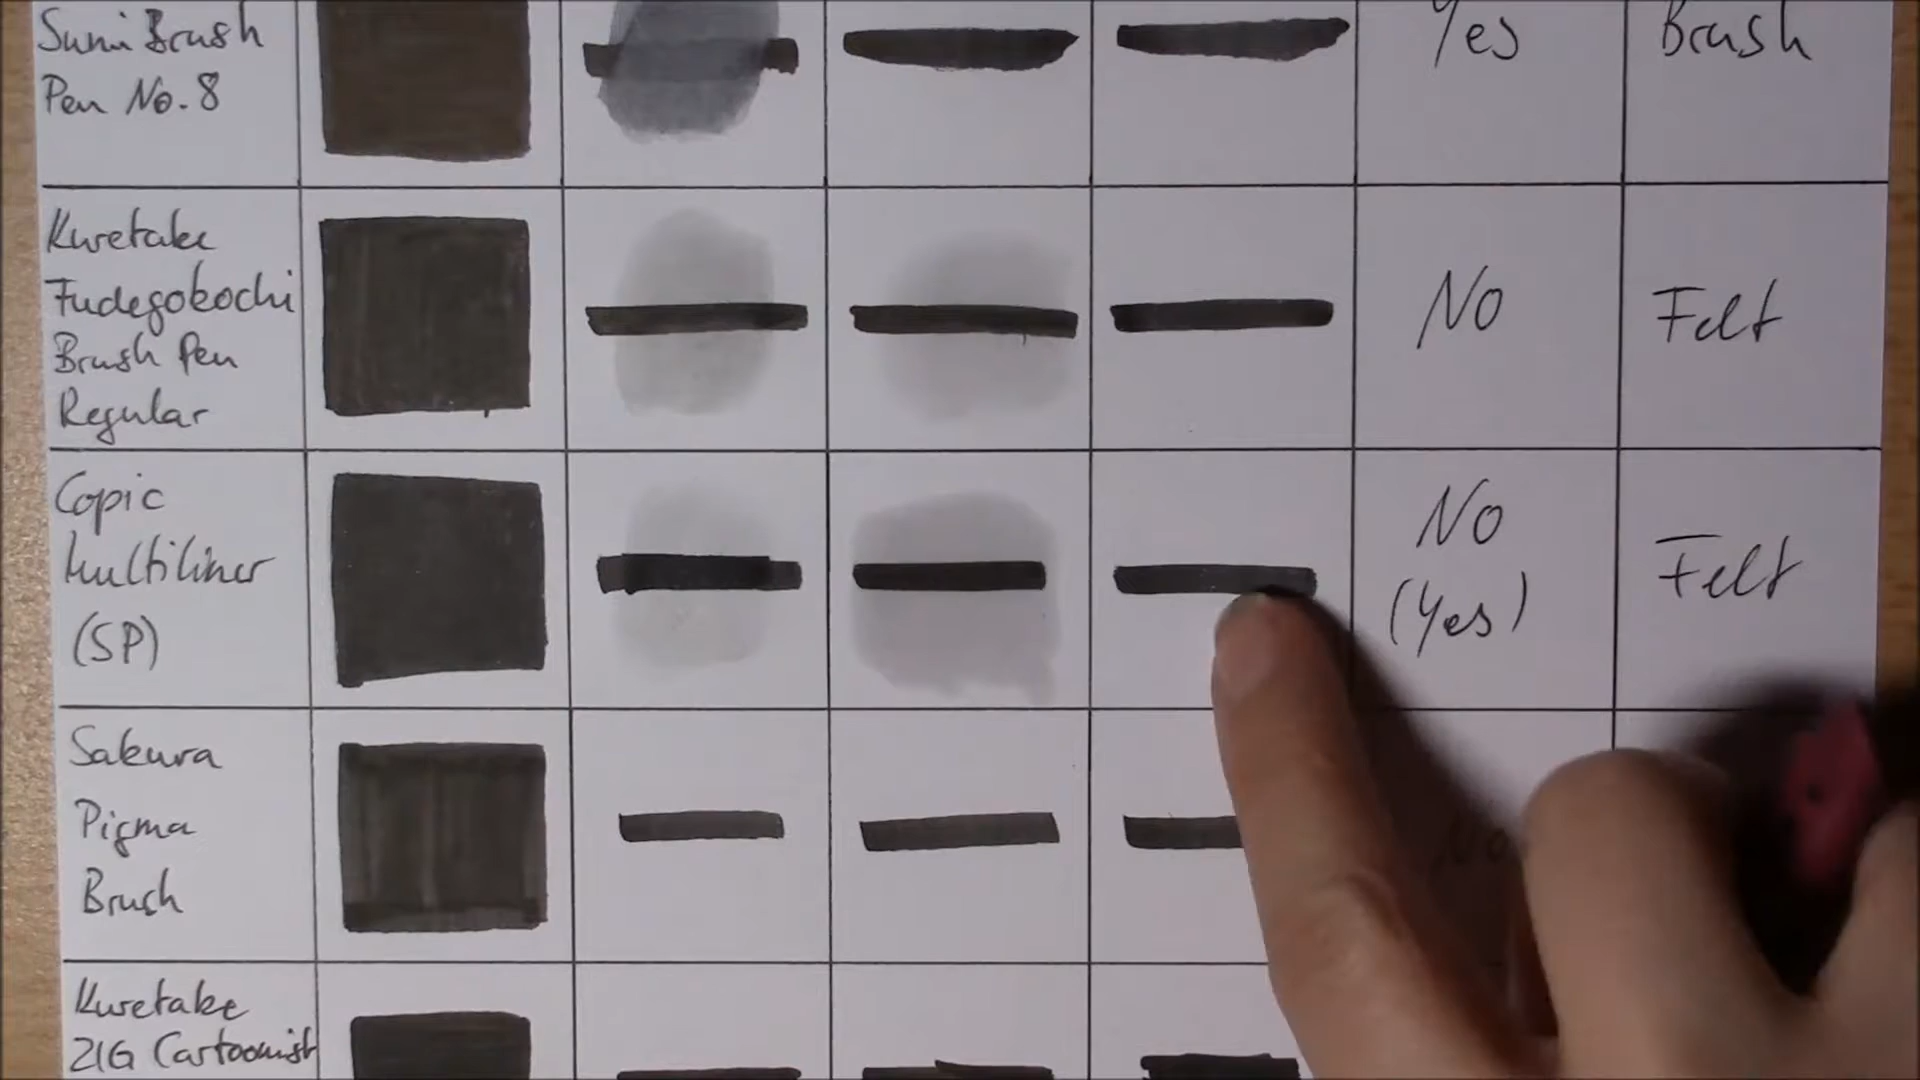 Sumi Brush
Pen No. 8
Yes
Brush
Kuretake
Fudegokochi
Brush Pen
Regular
No
Felt
Copic
Multiliner
(SP)
No
(Yes)
Felt
Sakura
Pigma
Brush
No
Kuretake
ZIG Cartoonist